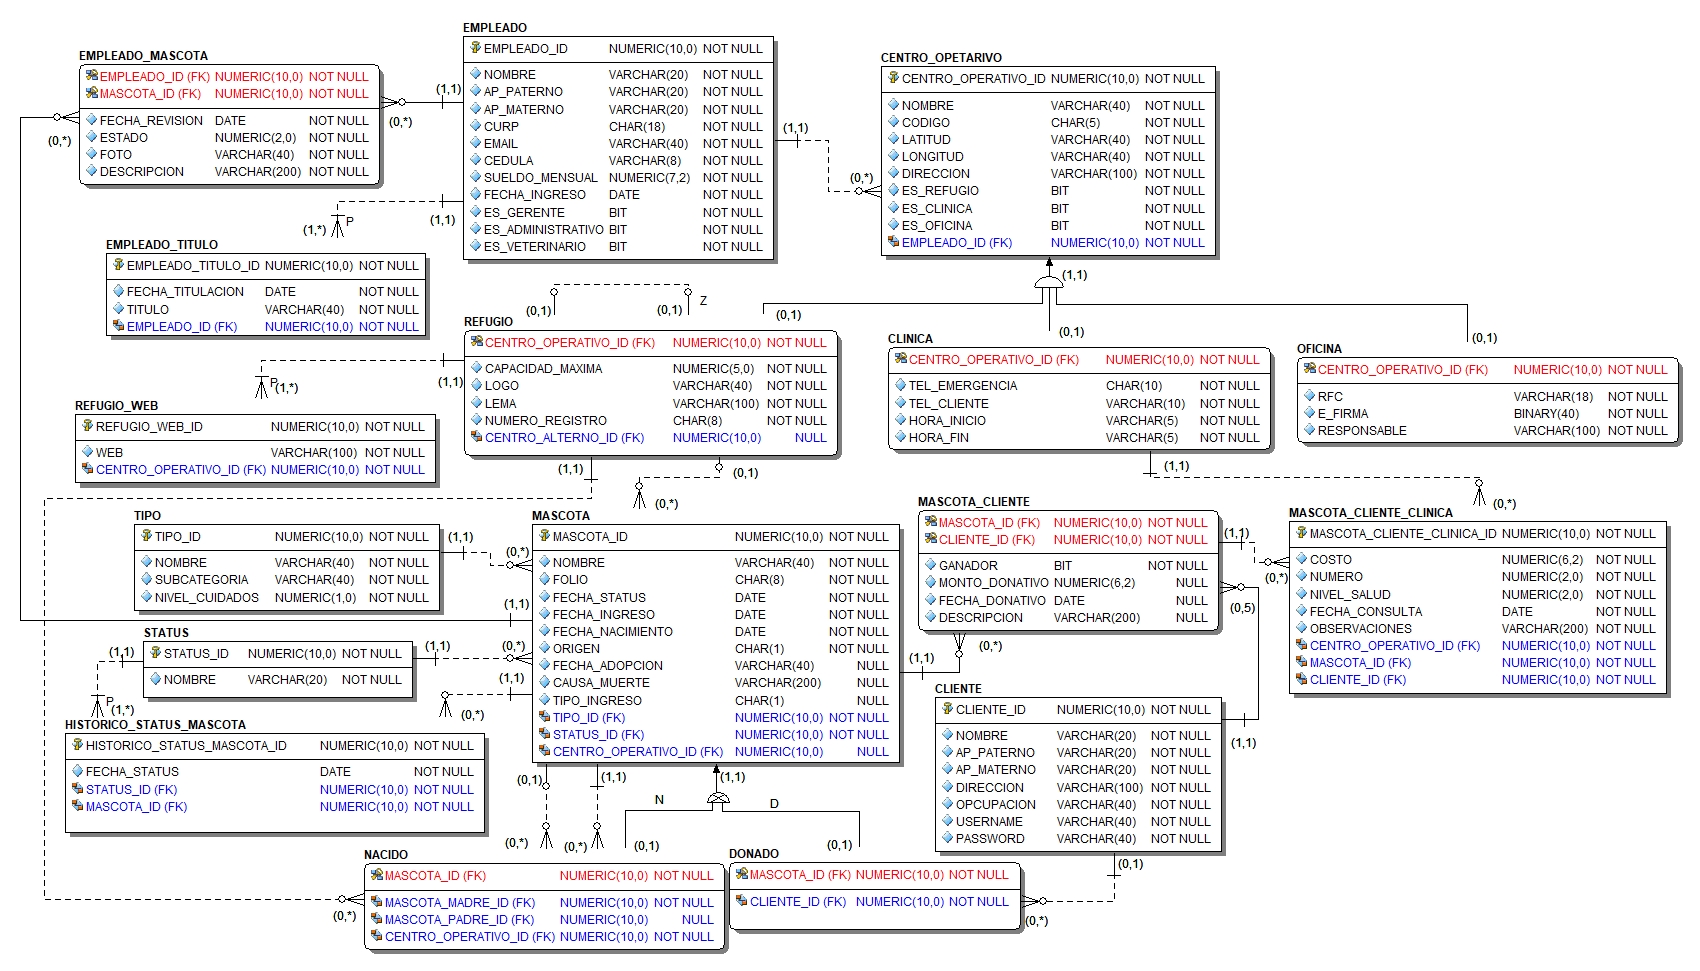 EMPLEADO_MASCOTA
EMPLEADO_ID (FK) NUMERIC(10,0) NOT NULL
MASCOTA_ID (FK) NUMERIC(10,0) NOT NULL
FECHA_REVISION DATE NOT NULL
ESTADO NUMERIC(2,0) NOT NULL
FOTO VARCHAR(40) NOT NULL
DESCRIPCION VARCHAR(200) NOT NULL
(0,*)
(0,*)
(1,1)
EMPLEADO
EMPLEADO_ID NUMERIC(10,0) NOT NULL
NOMBRE VARCHAR(20) NOT NULL
AP_PATERNO VARCHAR(20) NOT NULL
AP_MATERNO VARCHAR(20) NOT NULL
CURP CHAR(18) NOT NULL
EMAIL VARCHAR(40) NOT NULL
CEDULA VARCHAR(8) NOT NULL
SUELDO_MENSUAL NUMERIC(7,2) NOT NULL
FECHA_INGRESO DATE NOT NULL
ES_GERENTE BIT NOT NULL
ES_ADMINISTRATIVO BIT NOT NULL
ES_VETERINARIO BIT NOT NULL
(1,1)
(0,*)
CENTRO_OPETARIVO
CENTRO_OPERATIVO_ID NUMERIC(10,0) NOT NULL
NOMBRE VARCHAR(40) NOT NULL
CODIGO CHAR(5) NOT NULL
LATITUD VARCHAR(40) NOT NULL
LONGITUD VARCHAR(40) NOT NULL
DIRECCION VARCHAR(100) NOT NULL
ES_REFUGIO BIT NOT NULL
ES_CLINICA BIT NOT NULL
ES_OFICINA BIT NOT NULL
EMPLEADO_ID (FK) NUMERIC(10,0) NOT NULL
(1,1)
P
(1,*)
(1,1)
EMPLEADO_TITULO
EMPLEADO_TITULO_ID NUMERIC(10,0) NOT NULL
FECHA_TITULACION DATE NOT NULL
TITULO VARCHAR(40) NOT NULL
EMPLEADO_ID (FK) NUMERIC(10,0) NOT NULL
(0,1)
(0,1)
Z
(0,1)
(0,1)
(0,1)
REFUGIO
CENTRO_OPERATIVO_ID (FK) NUMERIC(10,0) NOT NULL
CAPACIDAD_MAXIMA NUMERIC(5,0) NOT NULL
LOGO VARCHAR(40) NOT NULL
LEMA VARCHAR(100) NOT NULL
NUMERO_REGISTRO CHAR(8) NOT NULL
CENTRO_ALTERNO_ID (FK) NUMERIC(10,0) NULL
CLINICA
CENTRO_OPERATIVO_ID (FK) NUMERIC(10,0) NOT NULL
TEL_EMERGENCIA CHAR(10) NOT NULL
TEL_CLIENTE VARCHAR(10) NOT NULL
HORA_INICIO VARCHAR(5) NOT NULL
HORA_FIN VARCHAR(5) NOT NULL
OFICINA
CENTRO_OPERATIVO_ID (FK) NUMERIC(10,0) NOT NULL
RFC VARCHAR(18) NOT NULL
E_FIRMA BINARY(40) NOT NULL
RESPONSABLE VARCHAR(100) NOT NULL
P
(1,*)
(1,1)
REFUGIO_WEB
REFUGIO_WEB_ID NUMERIC(10,0) NOT NULL
WEB VARCHAR(100) NOT NULL
CENTRO_OPERATIVO_ID (FK) NUMERIC(10,0) NOT NULL
(1,1)
(0,1)
(0,*)
(1,1)
(0,*)
TIPO
TIPO_ID NUMERIC(10,0) NOT NULL
NOMBRE VARCHAR(40) NOT NULL
SUBCATEGORIA VARCHAR(40) NOT NULL
NIVEL_CUIDADOS NUMERIC(1,0) NOT NULL
(1,1)
(0,*)
(1,1)
MASCOTA
MASCOTA_ID NUMERIC(10,0) NOT NULL
NOMBRE VARCHAR(40) NOT NULL
FOLIO CHAR(8) NOT NULL
FECHA_STATUS DATE NOT NULL
FECHA_INGRESO DATE NOT NULL
FECHA_NACIMIENTO DATE NOT NULL
ORIGEN CHAR(1) NOT NULL
FECHA_ADOPCION VARCHAR(40) NULL
CAUSA_MUERTE VARCHAR(200) NULL
TIPO_INGRESO CHAR(1) NULL
TIPO_ID (FK) NUMERIC(10,0) NOT NULL
STATUS_ID (FK) NUMERIC(10,0) NOT NULL
CENTRO_OPERATIVO_ID (FK) NUMERIC(10,0) NULL
MASCOTA_CLIENTE
MASCOTA_ID (FK) NUMERIC(10,0) NOT NULL
CLIENTE_ID (FK) NUMERIC(10,0) NOT NULL
GANADOR BIT NOT NULL
MONTO_DONATIVO NUMERIC(6,2) NULL
FECHA_DONATIVO DATE NULL
DESCRIPCION VARCHAR(200) NULL
(1,1)
(0,*)
(0,5)
(0,*)
(1,1)
MASCOTA_CLIENTE_CLINICA
MASCOTA_CLIENTE_CLINICA_ID NUMERIC(10,0) NOT NULL
COSTO NUMERIC(6,2) NOT NULL
NUMERO NUMERIC(2,0) NOT NULL
NIVEL_SALUD NUMERIC(2,0) NOT NULL
FECHA_CONSULTA DATE NOT NULL
OBSERVACIONES VARCHAR(200) NOT NULL
CENTRO_OPERATIVO_ID (FK) NUMERIC(10,0) NOT NULL
MASCOTA_ID (FK) NUMERIC(10,0) NOT NULL
CLIENTE_ID (FK) NUMERIC(10,0) NOT NULL
STATUS
STATUS_ID NUMERIC(10,0) NOT NULL
NOMBRE VARCHAR(20) NOT NULL
(1,1)
(1,1)
(0,*)
(1,1)
P
(1,*)
(0,*)
HISTORICO_STATUS_MASCOTA
HISTORICO_STATUS_MASCOTA_ID NUMERIC(10,0) NOT NULL
FECHA_STATUS DATE NOT NULL
STATUS_ID (FK) NUMERIC(10,0) NOT NULL
MASCOTA_ID (FK) NUMERIC(10,0) NOT NULL
CLIENTE
CLIENTE_ID NUMERIC(10,0) NOT NULL
NOMBRE VARCHAR(20) NOT NULL
AP_PATERNO VARCHAR(20) NOT NULL
AP_MATERNO VARCHAR(20) NOT NULL
DIRECCION VARCHAR(100) NOT NULL
OPCUPACION VARCHAR(40) NOT NULL
USERNAME VARCHAR(40) NOT NULL
PASSWORD VARCHAR(40) NOT NULL
(1,1)
(0,1)
(1,1)
(1,1)
N
D
(0,*)
(0,*)
(0,1)
(0,1)
(0,1)
NACIDO
MASCOTA_ID (FK) NUMERIC(10,0) NOT NULL
MASCOTA_MADRE_ID (FK) NUMERIC(10,0) NOT NULL
MASCOTA_PADRE_ID (FK) NUMERIC(10,0) NULL
CENTRO_OPERATIVO_ID (FK) NUMERIC(10,0) NOT NULL
(0,*)
DONADO
MASCOTA_ID (FK) NUMERIC(10,0) NOT NULL
CLIENTE_ID (FK) NUMERIC(10,0) NOT NULL
(0,*)